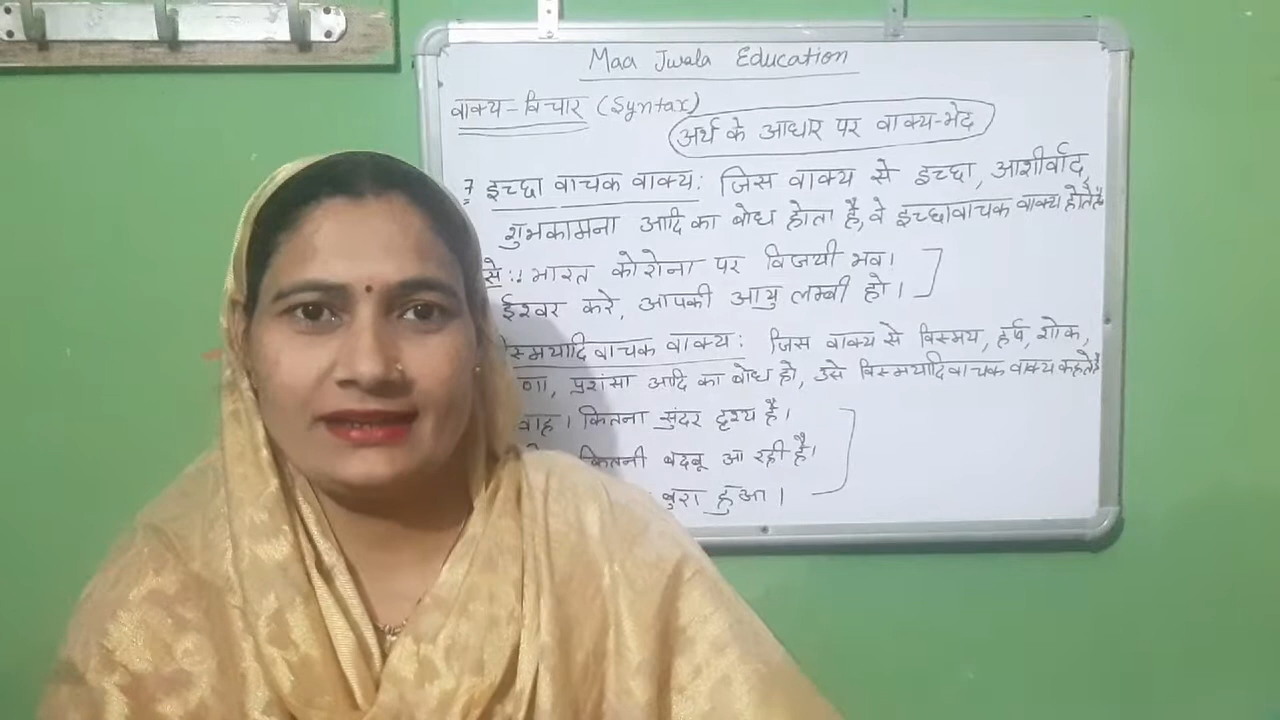 Maa Jwala Education
वाक्य-विचार (Syntax)
अर्थ के आधार पर वाक्य-भेद
7 इच्छा वाचक वाक्य: जिस वाक्य से इच्छा, आशीर्वाद,
शुभकामना आदि का बोध होता है, वे इच्छावाचक वाक्य होते हैं
से: भारत कोरोना पर विजयी भव।
ईश्वर करे, आपकी आयु लम्बी हो।
स्मयादिवाचक वाक्य: जिस वाक्य से विस्मय, हर्ष, शोक,
णा, प्रशंसा आदि का बोध हो, उसे विस्मयादिवाचक वाक्य कहते हैं
वाह। कितना सुंदर दृश्य है।
कितनी बदबू आ रही है।
बुरा हुआ।